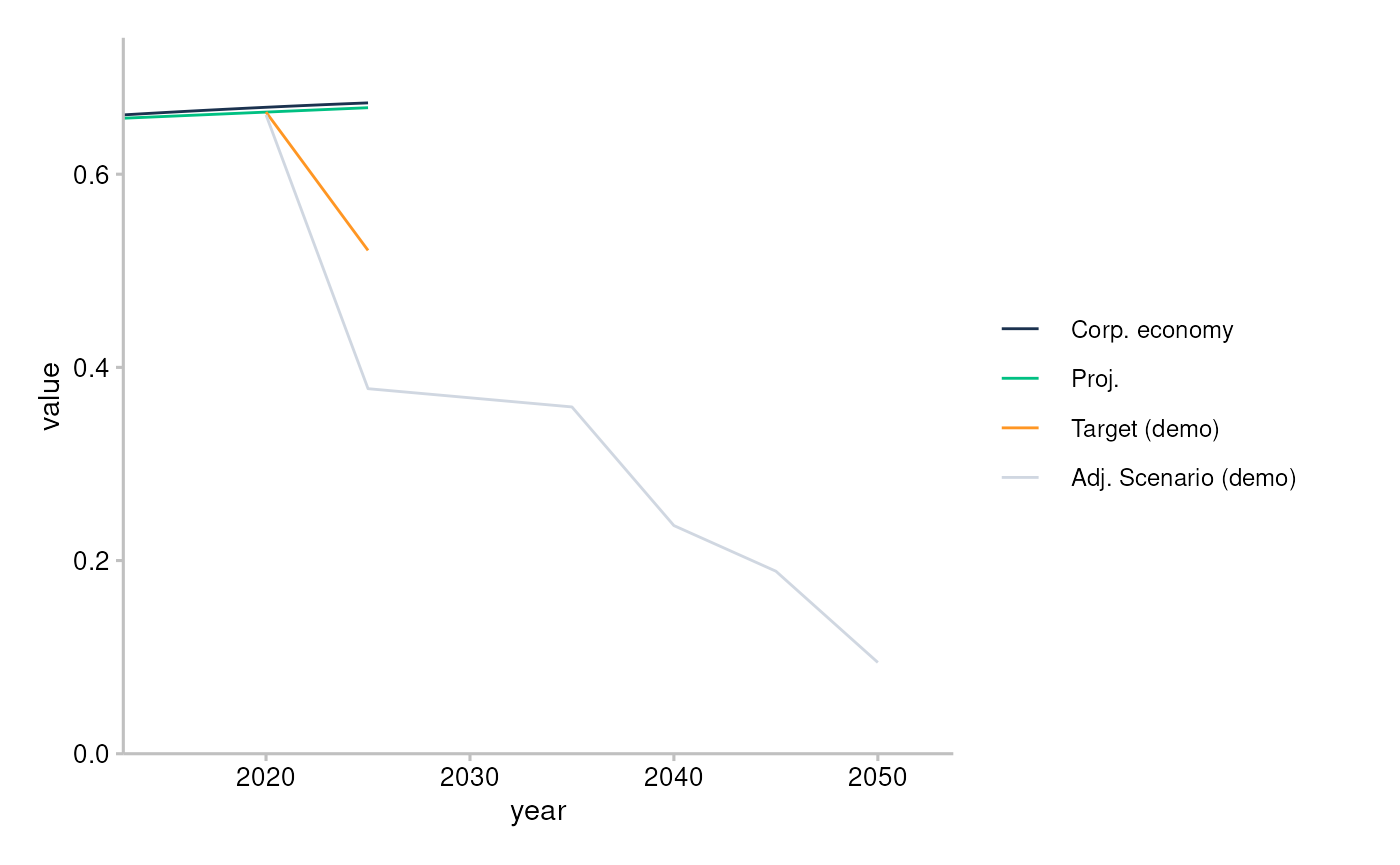 value
0.6
0.4
0.2
0.0
2020
2030
2040
2050
year
Corp. economy
Proj.
Target (demo)
Adj. Scenario (demo)